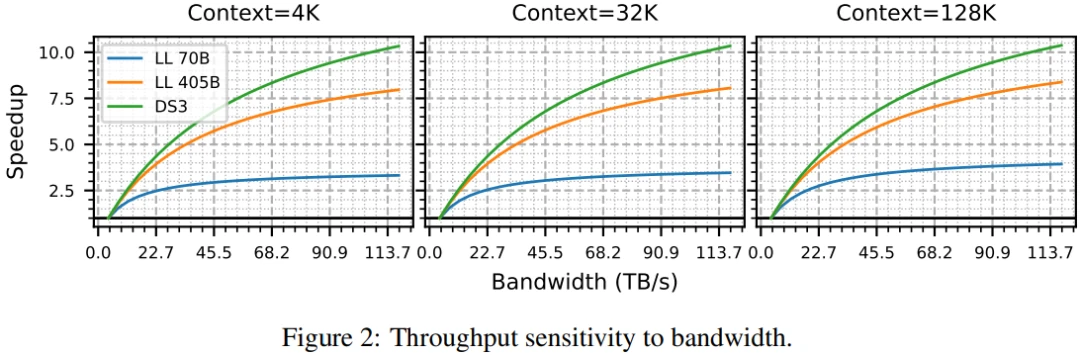 Context=4K
Context=32K
Context=128K
Speedup
10.0
7.5
5.0
2.5
LL 70B
LL 405B
DS3
0.0 22.7 45.5 68.2 90.9 113.7
0.0 22.7 45.5 68.2 90.9 113.7
0.0 22.7 45.5 68.2 90.9 113.7
Bandwidth (TB/s)
Figure 2: Throughput sensitivity to bandwidth.